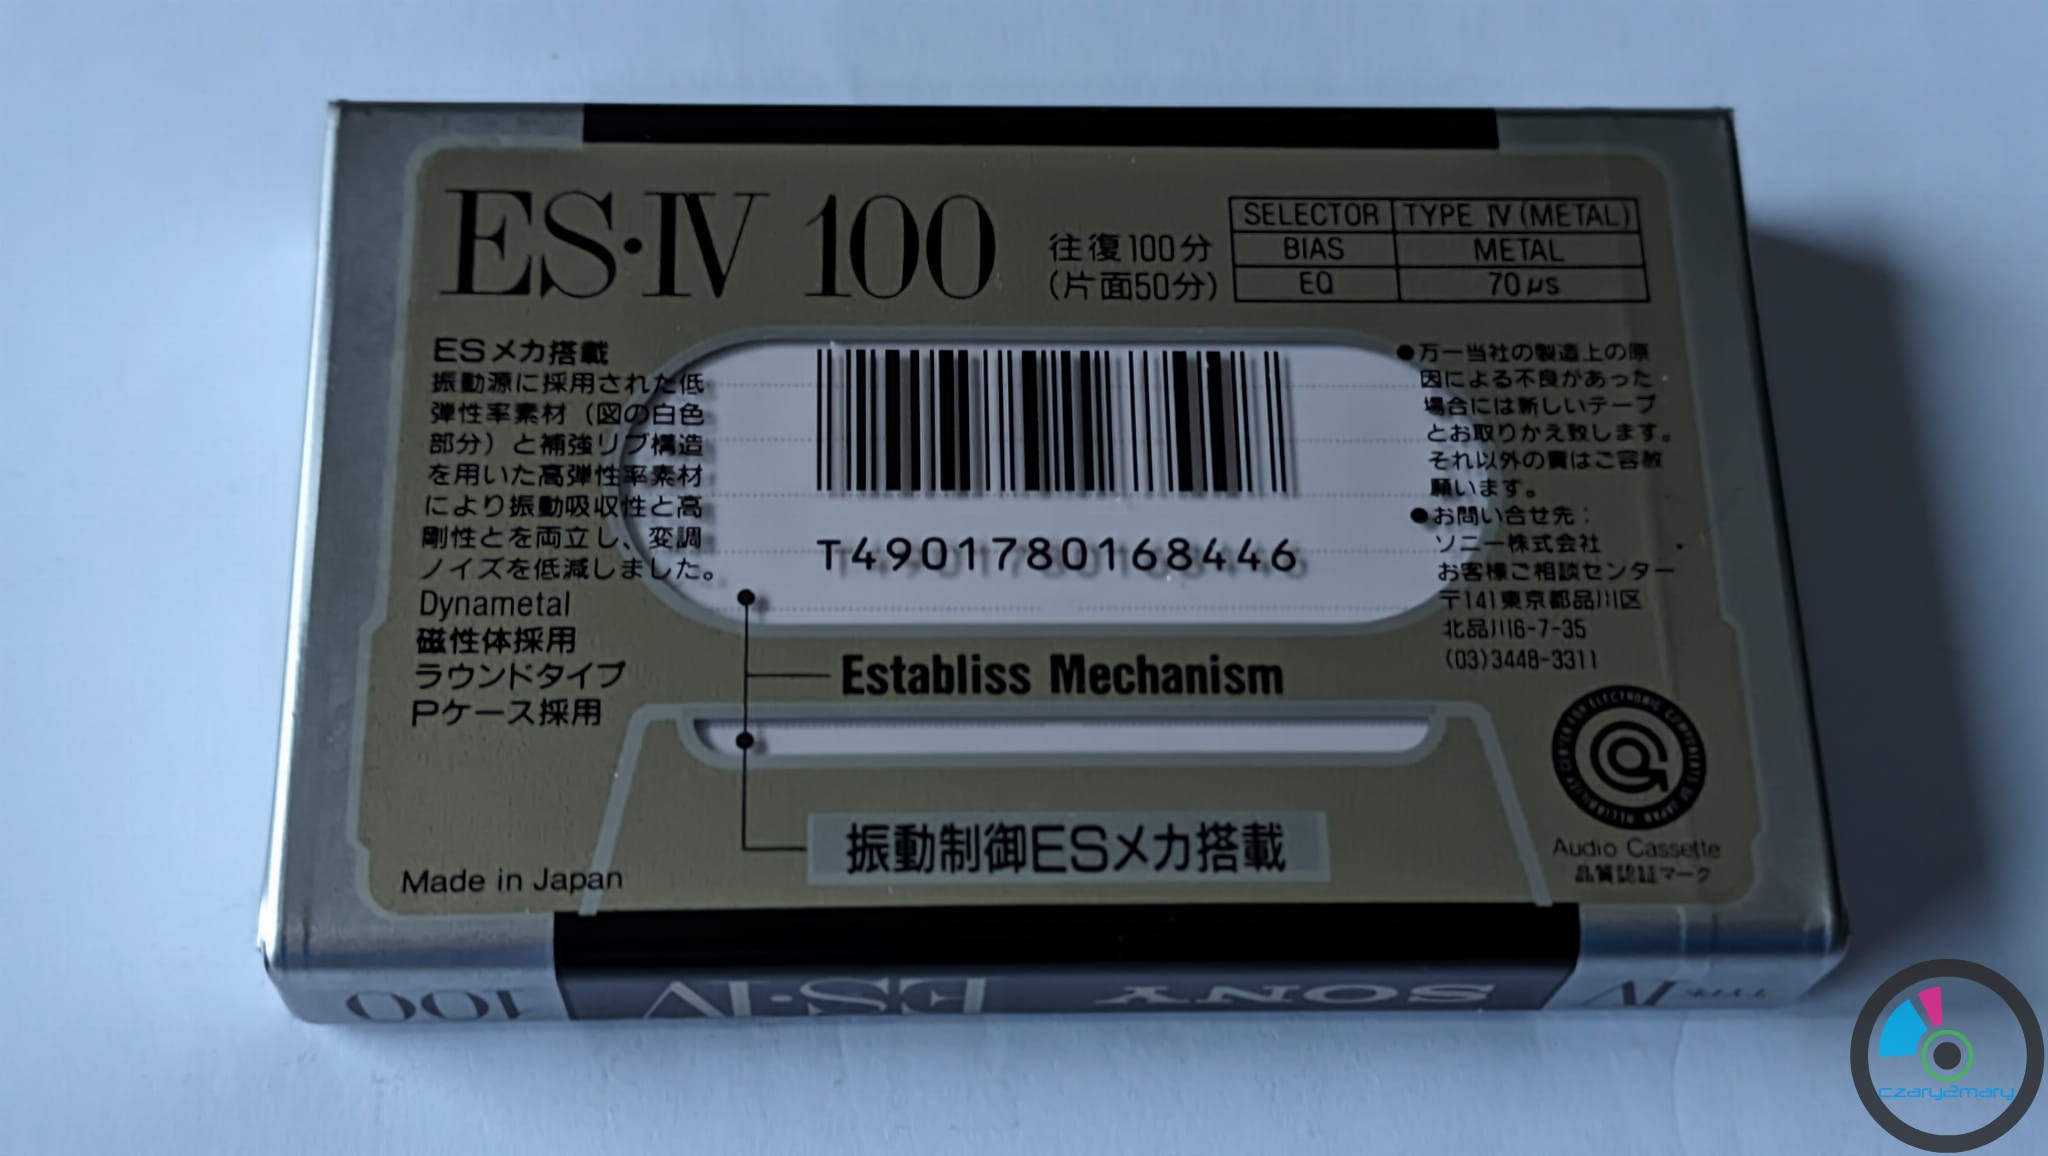 ES・IV 100
往復100分
(片面50分)
SELECTOR TYPE IV (METAL)
BIAS METAL
EQ 70μs
ESメカ搭載
振動源に採用された低
弾性率素材（図の白色
部分）と補強リブ構造
を用いた高弾性率素材
により振動吸収性と高
剛性とを両立し、変調
ノイズを低減しました。
Dynametal
磁性体採用
ラウンドタイプ
Pケース採用
Made in Japan
T4901780168446
Establiss Mechanism
振動制御ESメカ搭載
●万一当社の製造上の原
因による不良があった
場合には新しいテープ
とお取りかえ致します。
それ以外の責はご容赦
願います。
●お問い合せ先：
ソニー株式会社
お客様ご相談センター
〒141東京都品川区
北品川6-7-35
(03)3448-3311
RELIABILITY CENTER FOR ELECTRONIC COMPONENTS OF JAPAN
Audio Cassette
品質認証マーク
SONY
ES・IV
100
TYPE IV
czary2mary